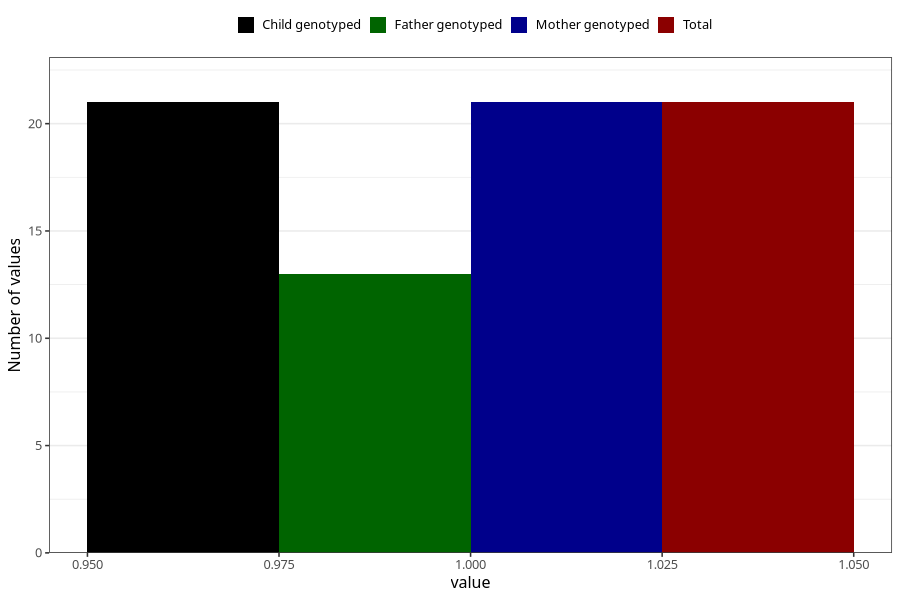 Child genotyped Father genotyped Mother genotyped Total
Number of values
20
15
10
5
0
0.950 0.975 1.000 1.025 1.050
value